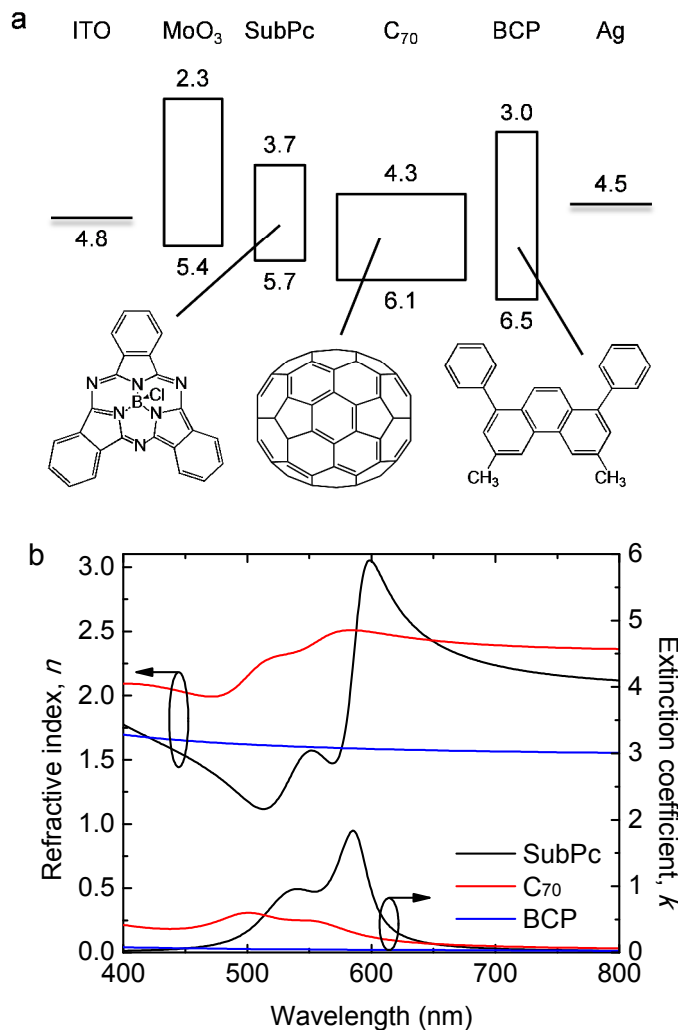 a
ITO MoO₃ SubPc C₇₀ BCP Ag
2.3
3.0
3.7
4.3
4.5
4.8
5.4
5.7
6.1
6.5
N N N B Cl N N N
CH₃ CH₃
b
3.0 2.5 2.0 1.5 1.0 0.5 0.0
Refractive index, n
6 5 4 3 2 1 0
Extinction coefficient, k
SubPc
C₇₀
BCP
400 500 600 700 800
Wavelength (nm)